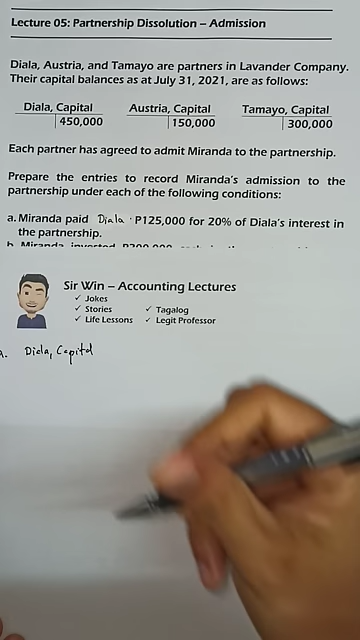 Lecture 05: Partnership Dissolution – Admission
Diala, Austria, and Tamayo are partners in Lavander Company.
Their capital balances as at July 31, 2021, are as follows:
Diala, Capital Austria, Capital Tamayo, Capital
450,000 150,000 300,000
Each partner has agreed to admit Miranda to the partnership.
Prepare the entries to record Miranda's admission to the
partnership under each of the following conditions:
a. Miranda paid Diala P125,000 for 20% of Diala's interest in
the partnership.
b. Miranda invested P200,000
Sir Win – Accounting Lectures
✓ Jokes
✓ Stories ✓ Tagalog
✓ Life Lessons ✓ Legit Professor
a. Diala, Capital